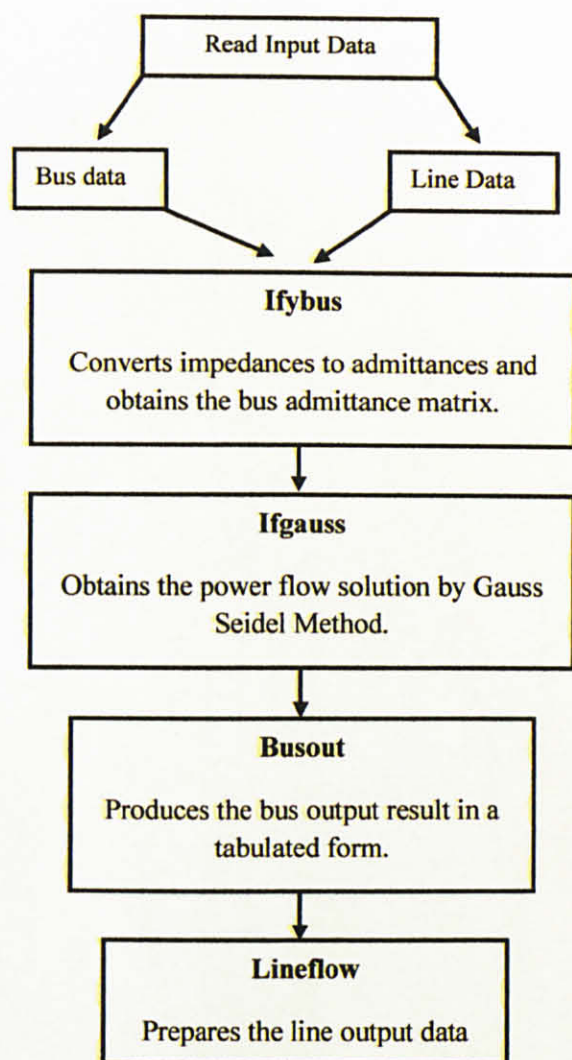 Read Input Data
Bus data
Line Data
Ifybus
Converts impedances to admittances and
obtains the bus admittance matrix.
Ifgauss
Obtains the power flow solution by Gauss
Seidel Method.
Busout
Produces the bus output result in a
tabulated form.
Lineflow
Prepares the line output data